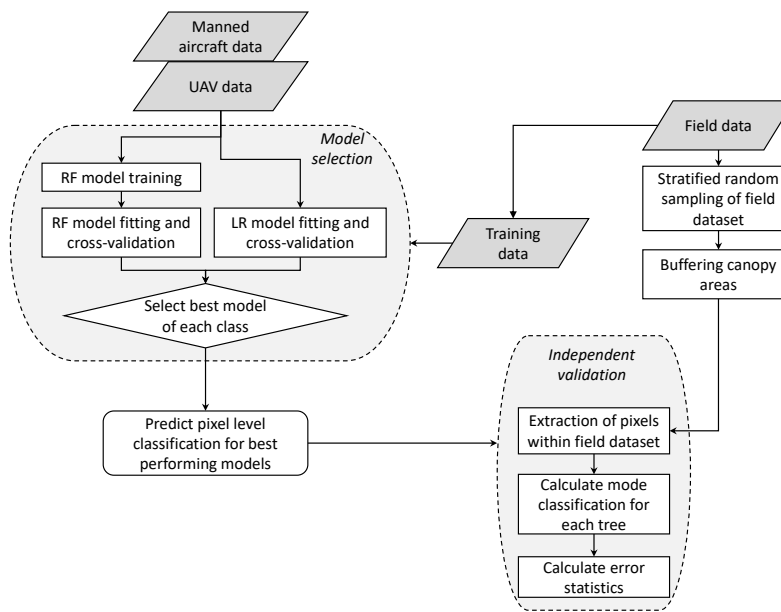 Manned
aircraft data
UAV data
Model
selection
RF model training
RF model fitting and
cross-validation
LR model fitting and
cross-validation
Select best model
of each class
Predict pixel level
classification for best
performing models
Field data
Training
data
Stratified random
sampling of field
dataset
Buffering canopy
areas
Independent
validation
Extraction of pixels
within field dataset
Calculate mode
classification for
each tree
Calculate error
statistics